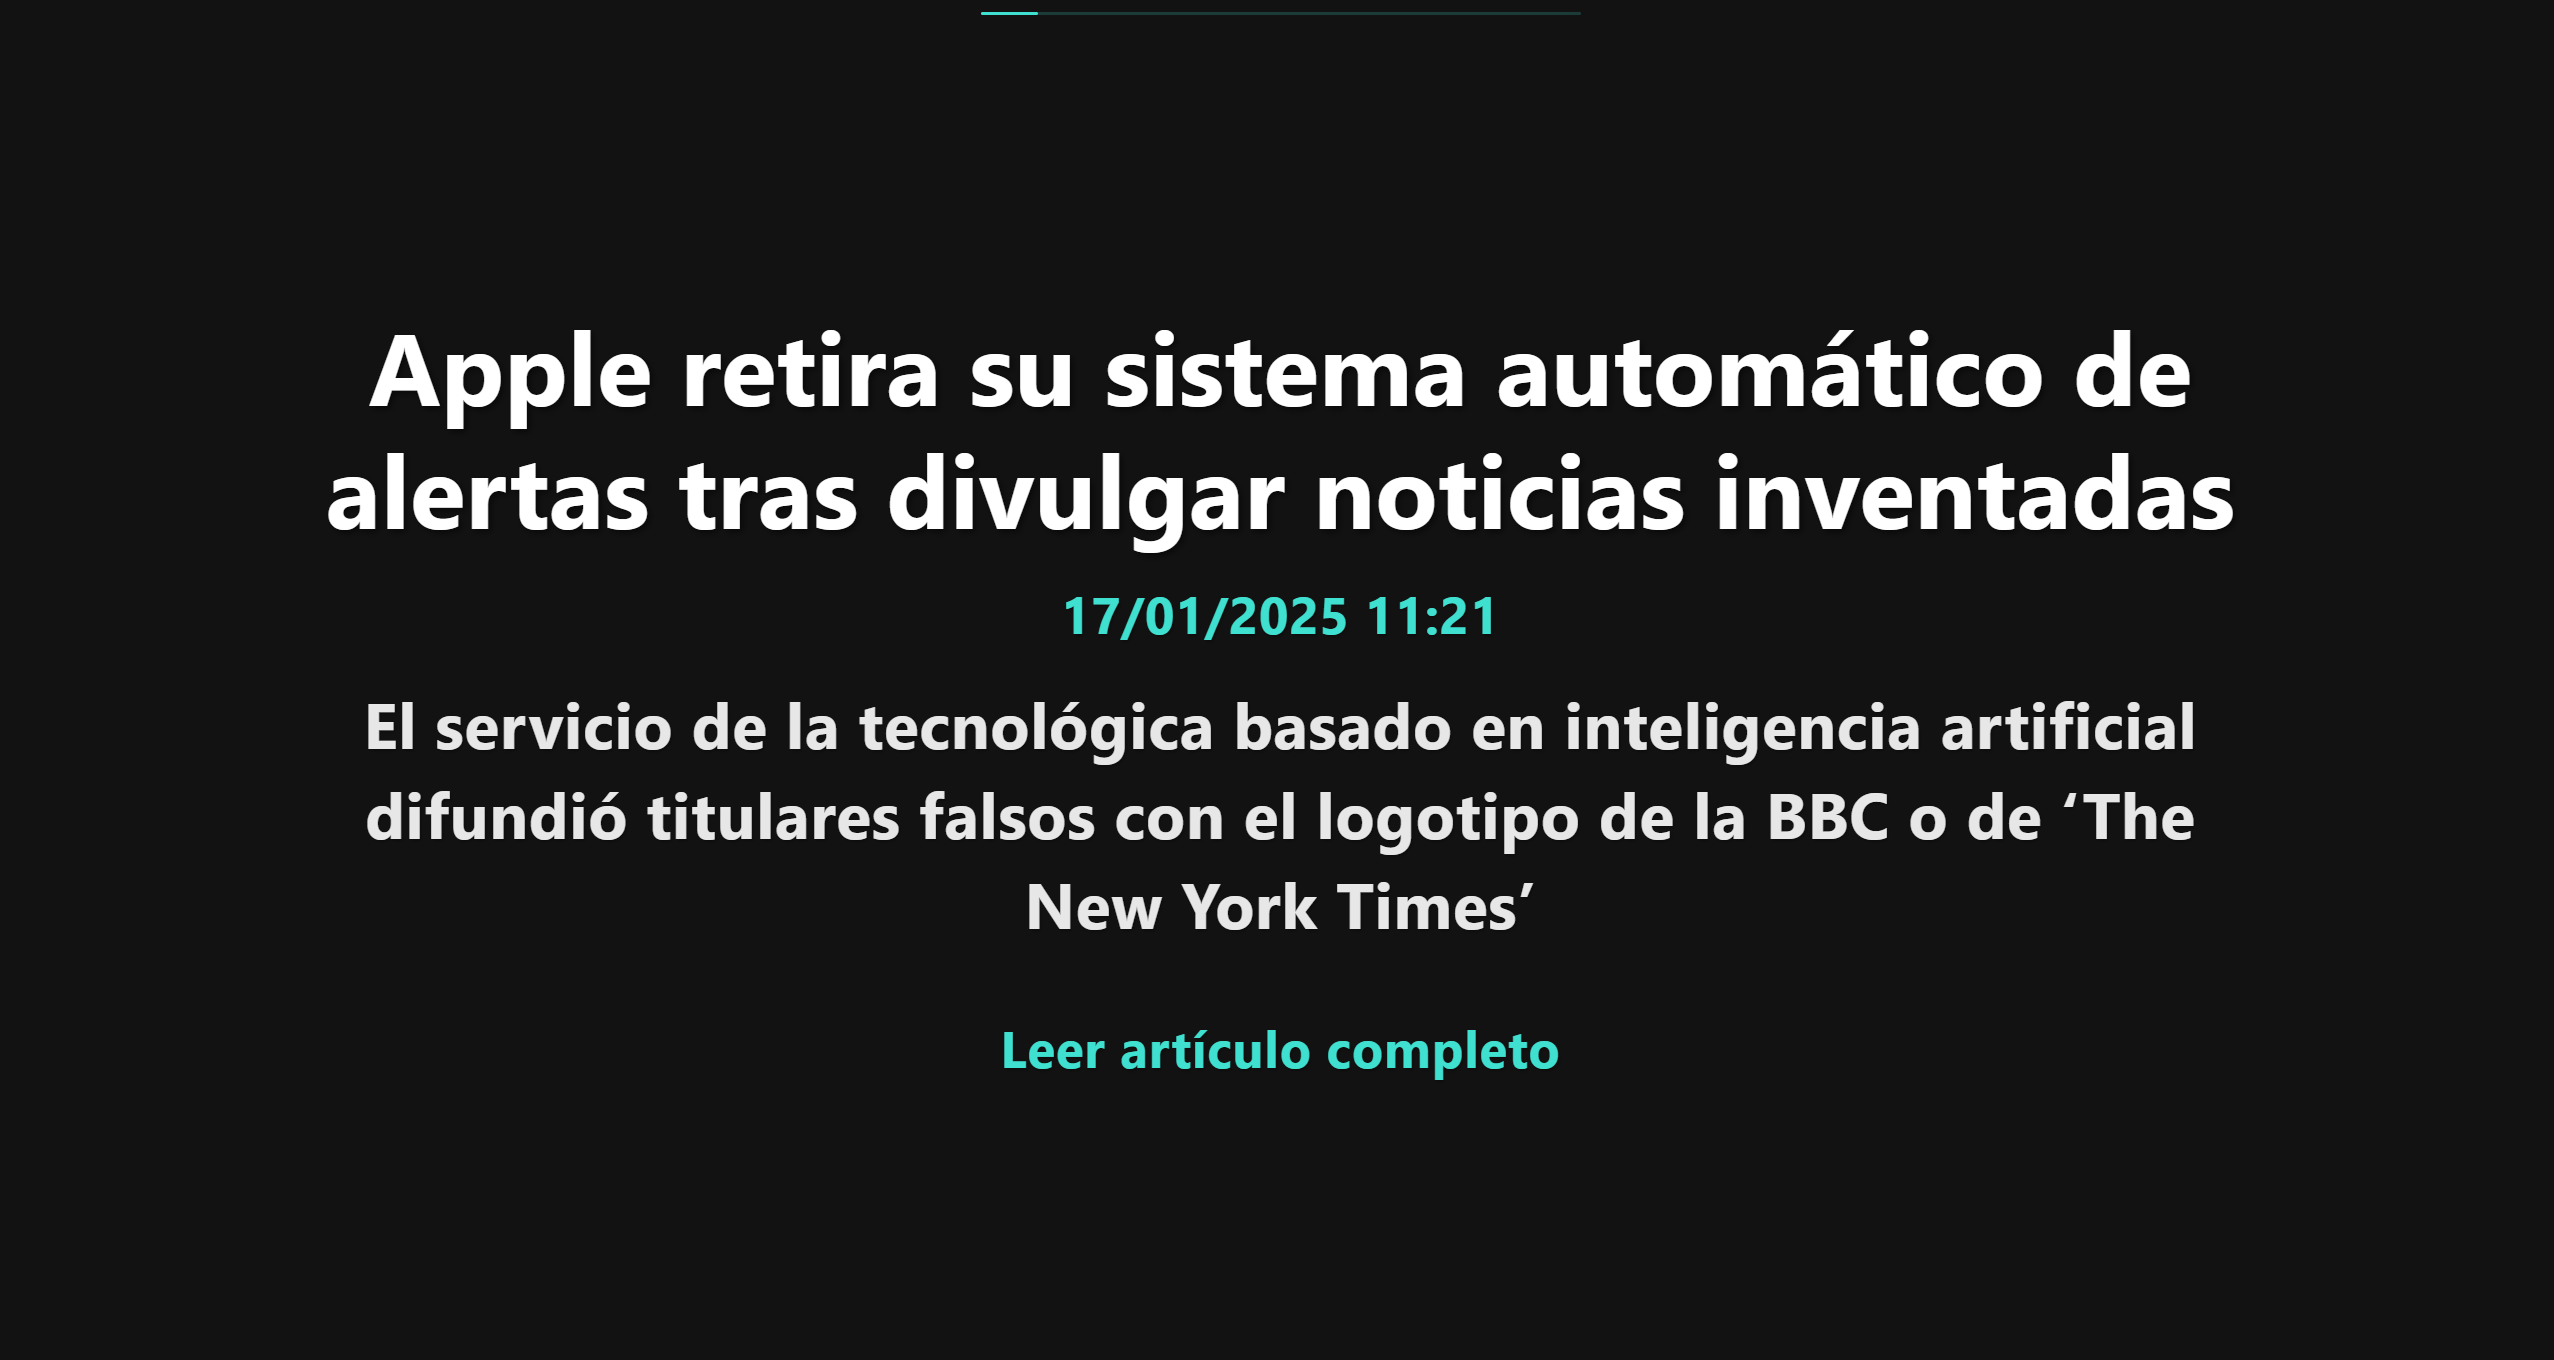 Apple retira su sistema automático de
alertas tras divulgar noticias inventadas
17/01/2025 11:21
El servicio de la tecnológica basado en inteligencia artificial
difundió titulares falsos con el logotipo de la BBC o de ‘The
New York Times’
Leer artículo completo